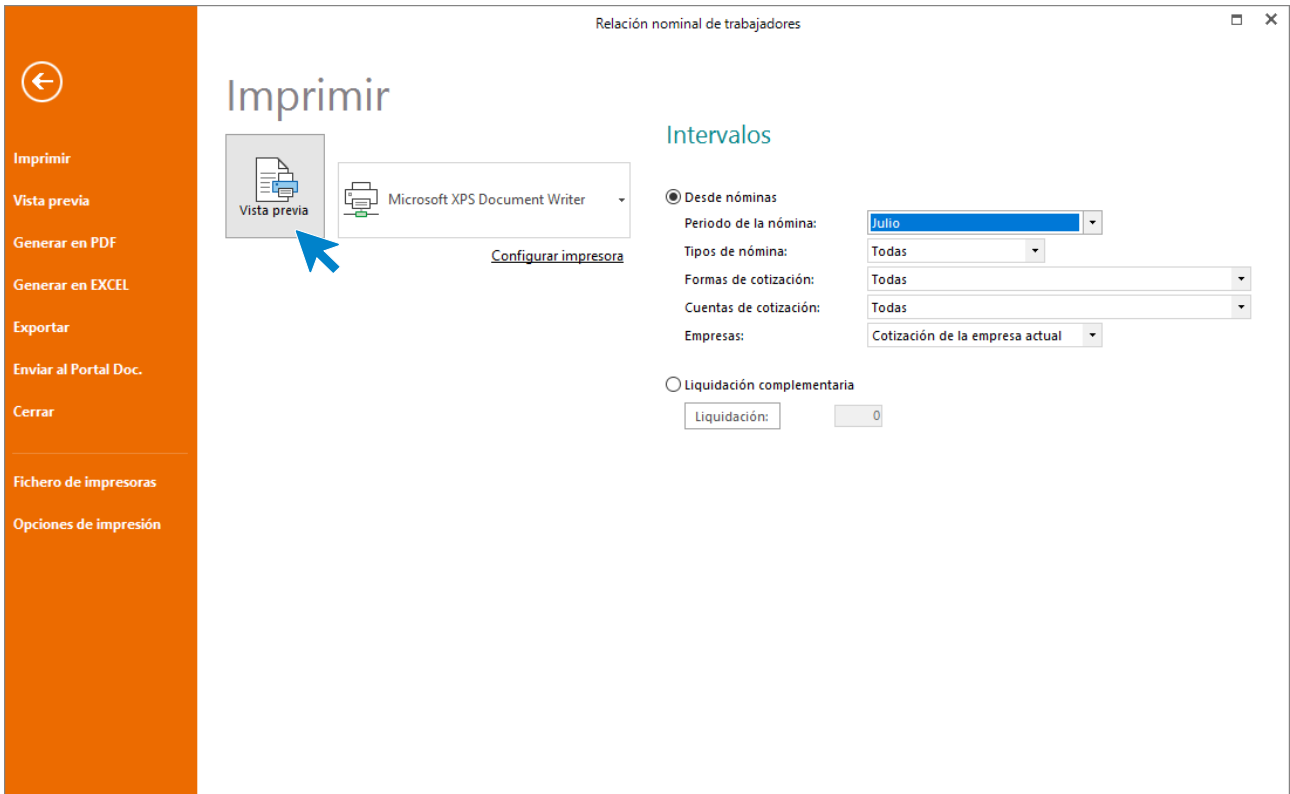 Relación nominal de trabajadores
Imprimir
Vista previa
Generar en PDF
Generar en EXCEL
Exportar
Enviar al Portal Doc.
Cerrar
Fichero de impresoras
Opciones de impresión
Imprimir
Vista previa
Microsoft XPS Document Writer
Configurar impresora
Intervalos
Desde nóminas
Periodo de la nómina: Julio
Tipos de nómina: Todas
Formas de cotización: Todas
Cuentas de cotización: Todas
Empresas: Cotización de la empresa actual
Liquidación complementaria
Liquidación: 0